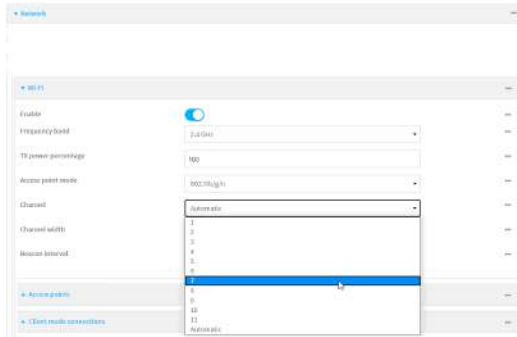 ▾ Network
▾ Wi-Fi
Enable
Frequency band
2.4 GHz
TX power percentage
100
Access point mode
802.11b/g/n
Channel
Automatic
1
2
3
4
5
6
7
8
9
10
11
Automatic
Channel width
Beacon interval
+ Access points
+ Client mode connections